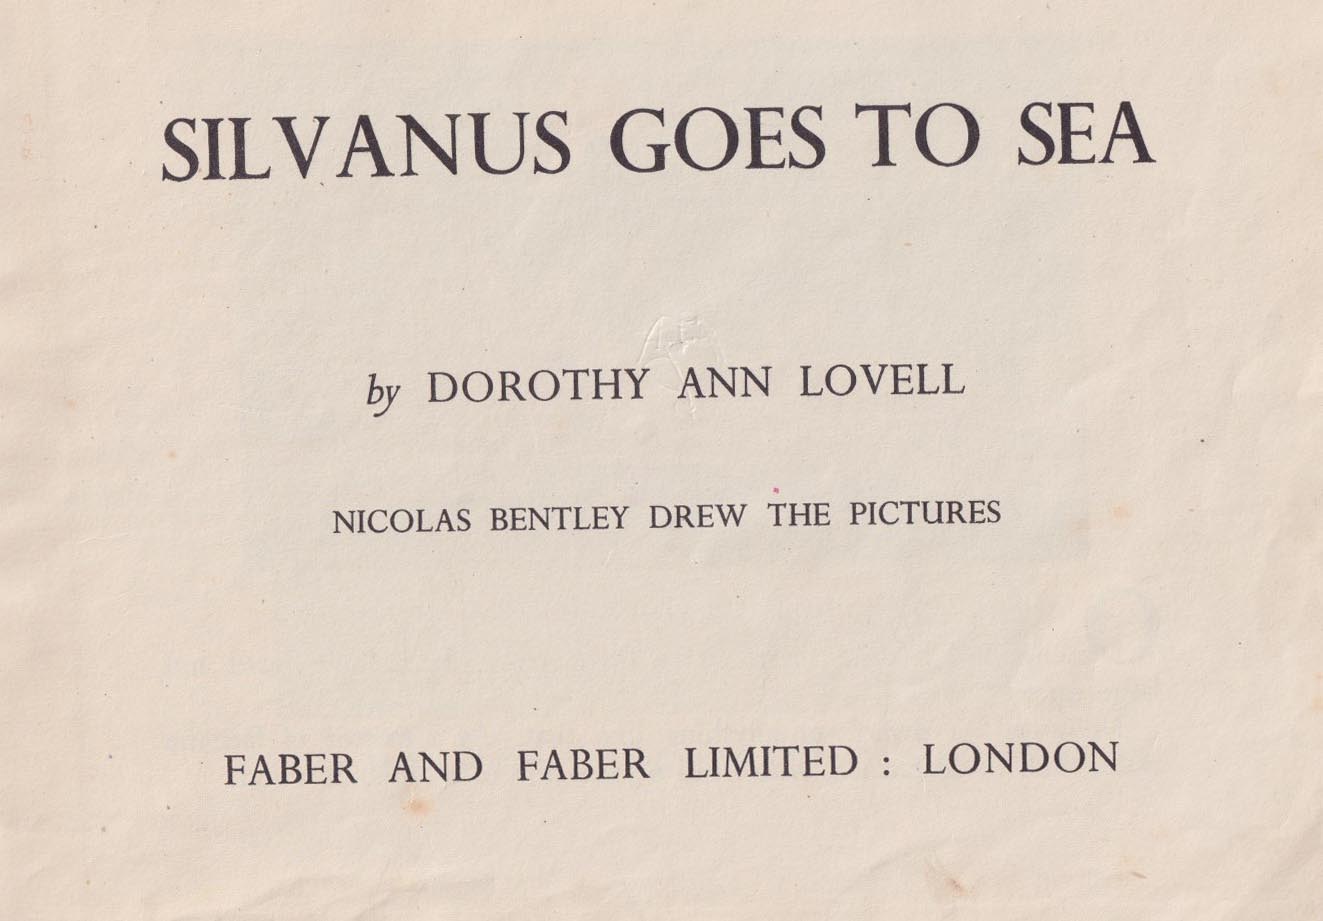 SILVANUS GOES TO SEA
by DOROTHY ANN LOVELL
NICOLAS BENTLEY DREW THE PICTURES
FABER AND FABER LIMITED : LONDON